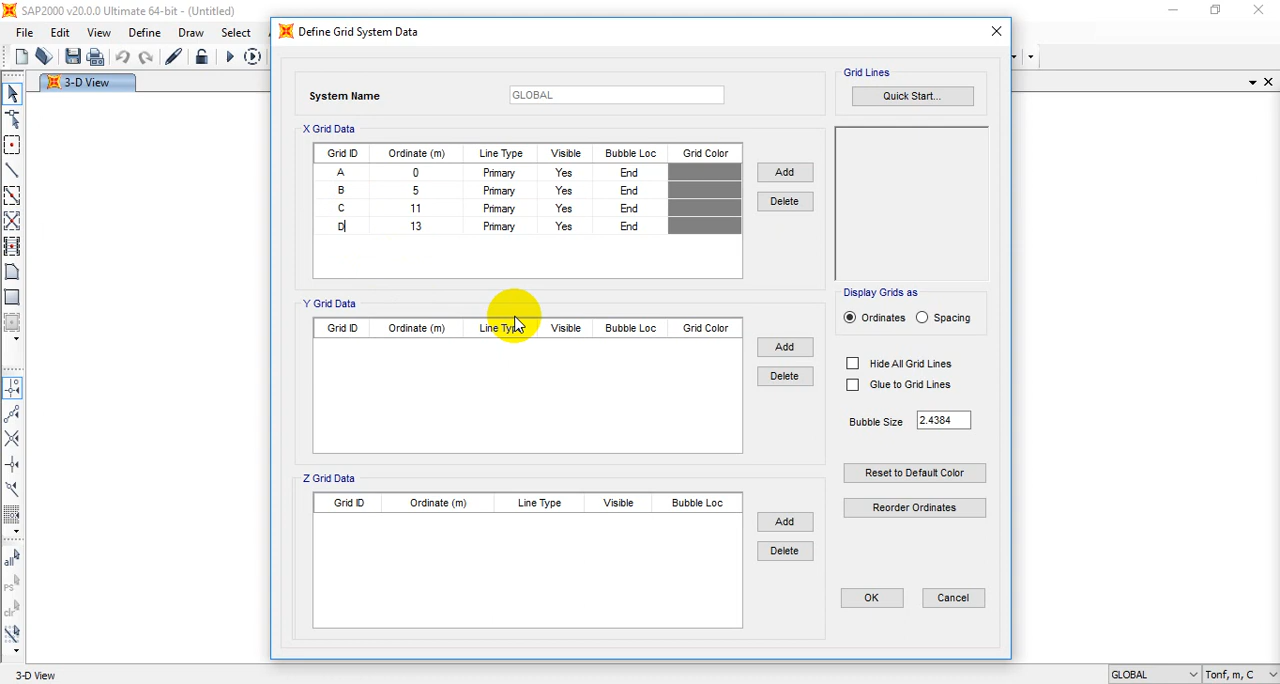 SAP2000 v20.0.0 Ultimate 64-bit - (Untitled)
File Edit View Define Draw Select
3-D View
Define Grid System Data
System Name GLOBAL
Grid Lines
Quick Start...
X Grid Data
Grid ID Ordinate (m) Line Type Visible Bubble Loc Grid Color
A 0 Primary Yes End
B 5 Primary Yes End
C 11 Primary Yes End
D 13 Primary Yes End
Add
Delete
Y Grid Data
Grid ID Ordinate (m) Line Type Visible Bubble Loc Grid Color
Add
Delete
Z Grid Data
Grid ID Ordinate (m) Line Type Visible Bubble Loc
Add
Delete
Display Grids as
Ordinates Spacing
Hide All Grid Lines
Glue to Grid Lines
Bubble Size 2.4384
Reset to Default Color
Reorder Ordinates
OK Cancel
all
PS
clr
3-D View
GLOBAL Tonf, m, C